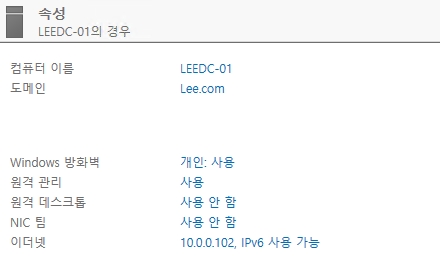 속성
LEEDC-01의 경우
컴퓨터 이름 LEEDC-01
도메인 Lee.com
Windows 방화벽 개인: 사용
원격 관리 사용
원격 데스크톱 사용 안 함
NIC 팀 사용 안 함
이더넷 10.0.0.102, IPv6 사용 가능